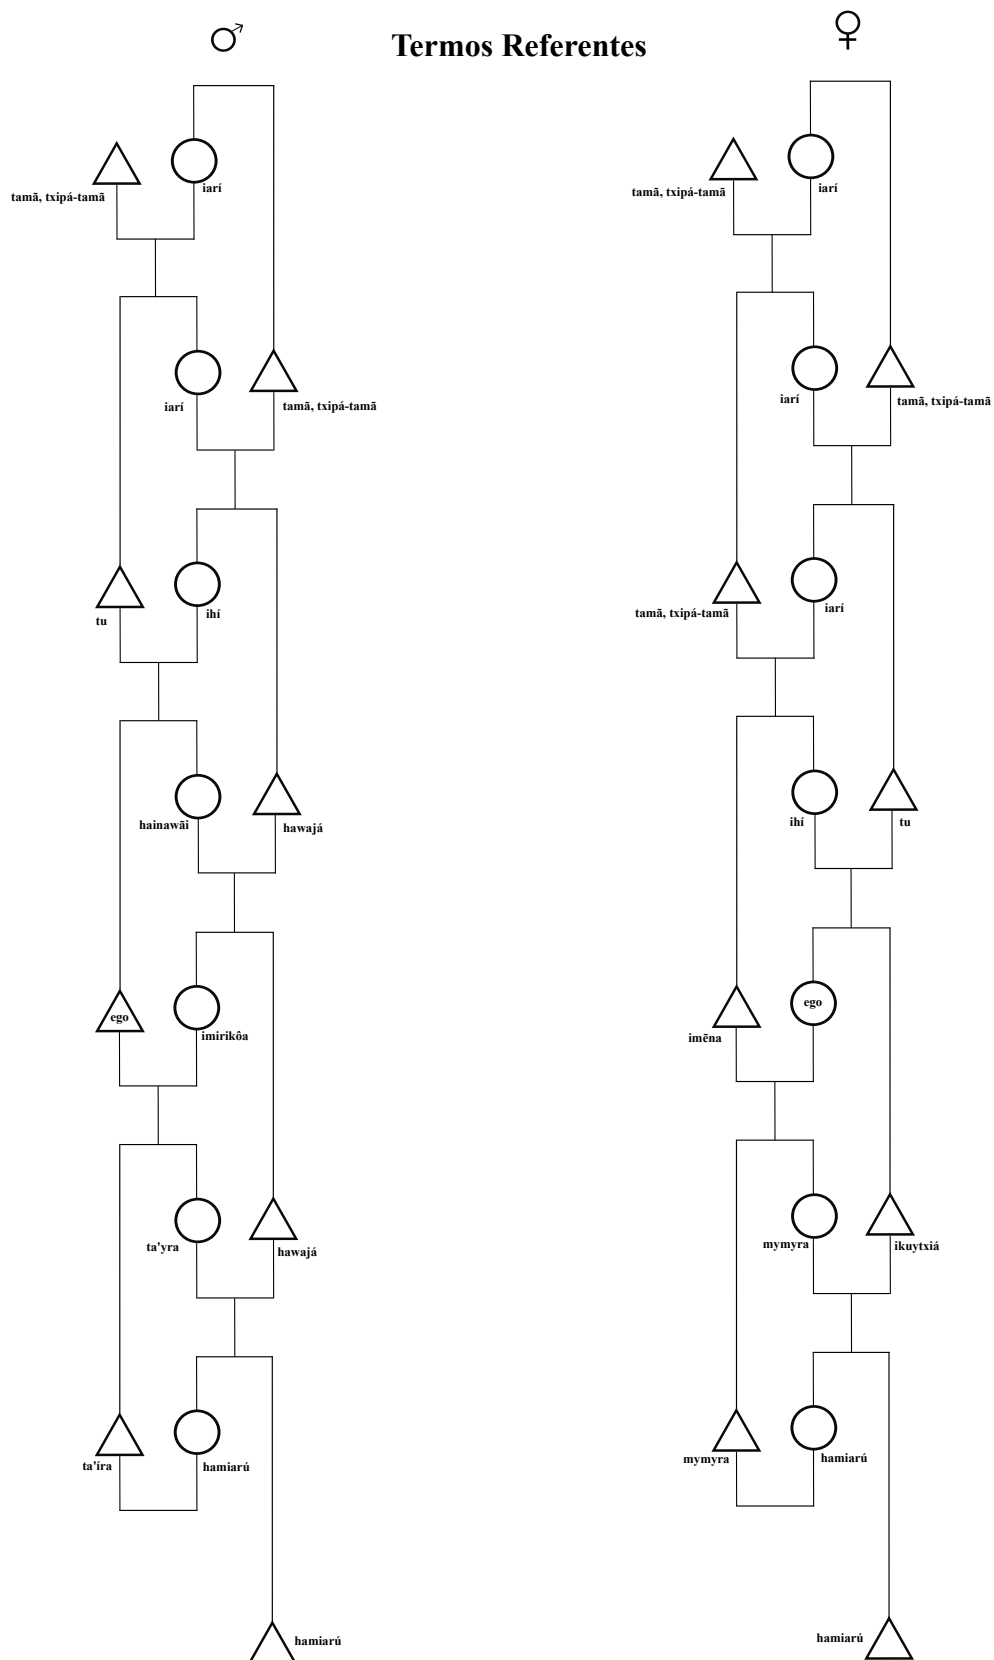 Termos Referentes
tamã, txipá-tamã
iarí
iarí
tamã, txipá-tamã
tu
ihí
hainawãi
hawajá
ego
imirikôa
ta'yra
hawajá
ta'íra
hamiarú
hamiarú
tamã, txipá-tamã
iarí
iarí
tamã, txipá-tamã
tamã, txipá-tamã
iarí
ihí
tu
imẽna
ego
mymyra
ikuytxiá
mymyra
hamiarú
hamiarú